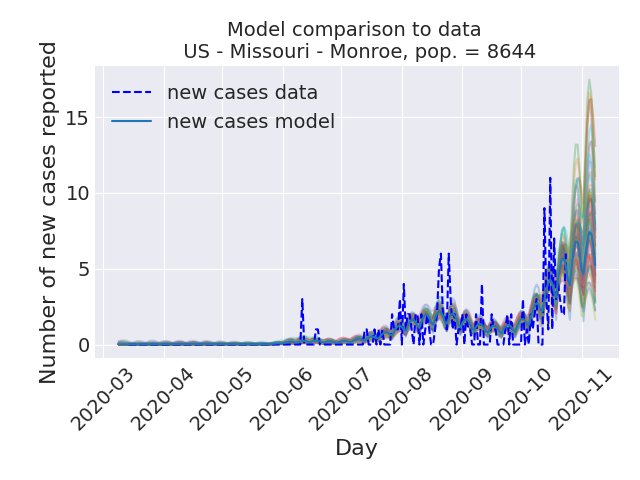 Model comparison to data
US - Missouri - Monroe, pop. = 8644
new cases data
new cases model
Number of new cases reported
15
10
5
0
2020-03
2020-04
2020-05
2020-06
2020-07
2020-08
2020-09
2020-10
2020-11
Day